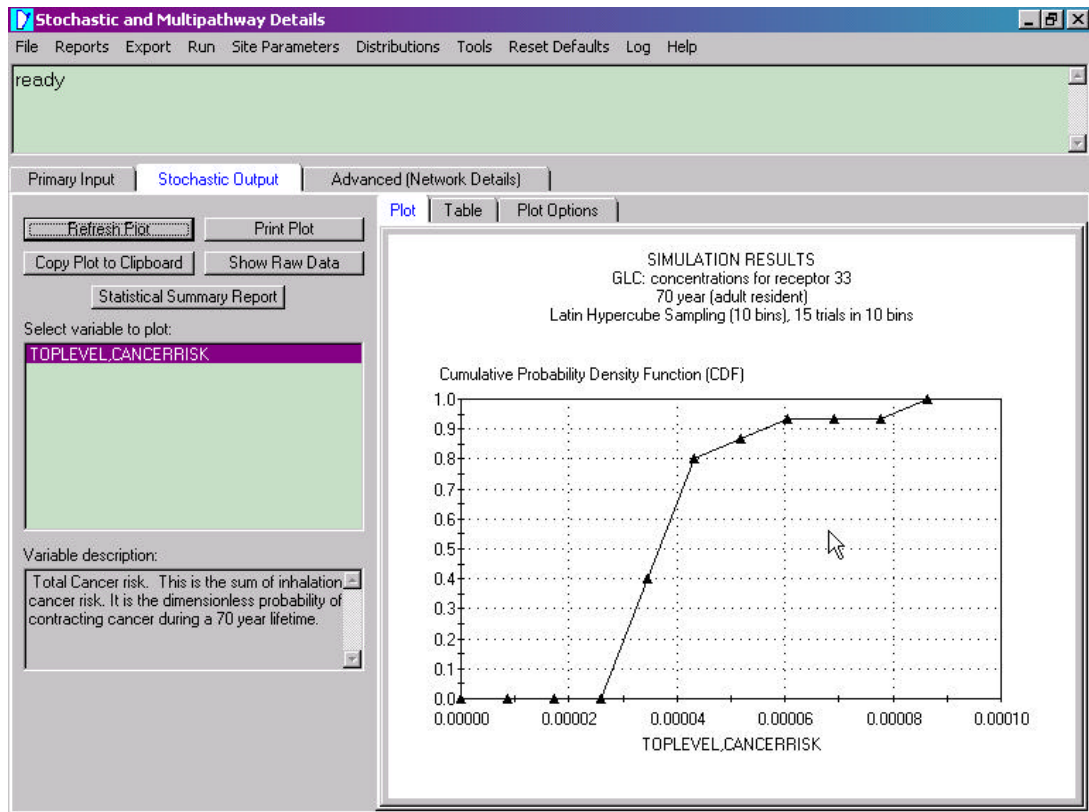 Stochastic and Multipathway Details
File Reports Export Run Site Parameters Distributions Tools Reset Defaults Log Help
ready
Primary Input Stochastic Output Advanced (Network Details)
Refresh Plot Print Plot
Copy Plot to Clipboard Show Raw Data
Statistical Summary Report
Select variable to plot:
TOPLEVEL,CANCERRISK
Variable description:
Total Cancer risk. This is the sum of inhalation
cancer risk. It is the dimensionless probability of
contracting cancer during a 70 year lifetime.
Plot Table Plot Options
SIMULATION RESULTS
GLC: concentrations for receptor 33
70 year (adult resident)
Latin Hypercube Sampling (10 bins), 15 trials in 10 bins
Cumulative Probability Density Function (CDF)
1.0
0.9
0.8
0.7
0.6
0.5
0.4
0.3
0.2
0.1
0.0
0.00000 0.00002 0.00004 0.00006 0.00008 0.00010
TOPLEVEL,CANCERRISK